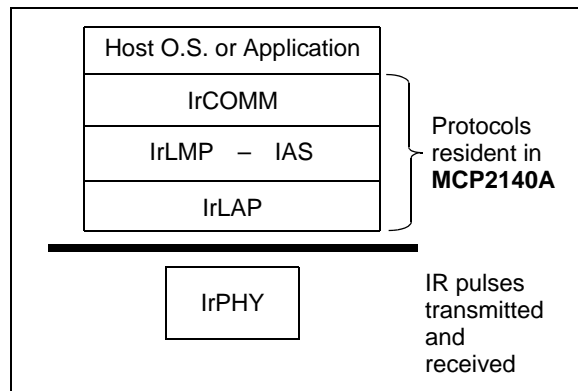 Host O.S. or Application
IrCOMM
IrLMP – IAS
IrLAP
Protocols
resident in
MCP2140A
IrPHY
IR pulses
transmitted
and
received